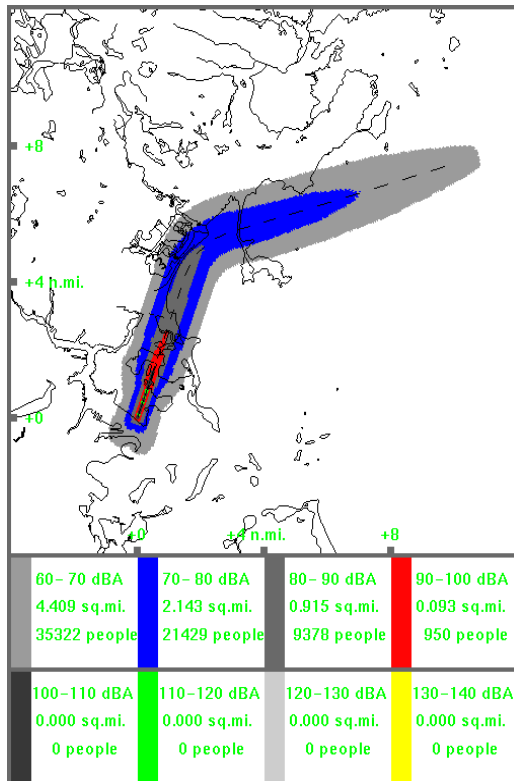 +8
+4 n.mi.
+0
+0 +4 n.mi. +8
60-70 dBA 70-80 dBA 80-90 dBA 90-100 dBA
4.409 sq.mi. 2.143 sq.mi. 0.915 sq.mi. 0.093 sq.mi.
35322 people 21429 people 9378 people 950 people
100-110 dBA 110-120 dBA 120-130 dBA 130-140 dBA
0.000 sq.mi. 0.000 sq.mi. 0.000 sq.mi. 0.000 sq.mi.
0 people 0 people 0 people 0 people